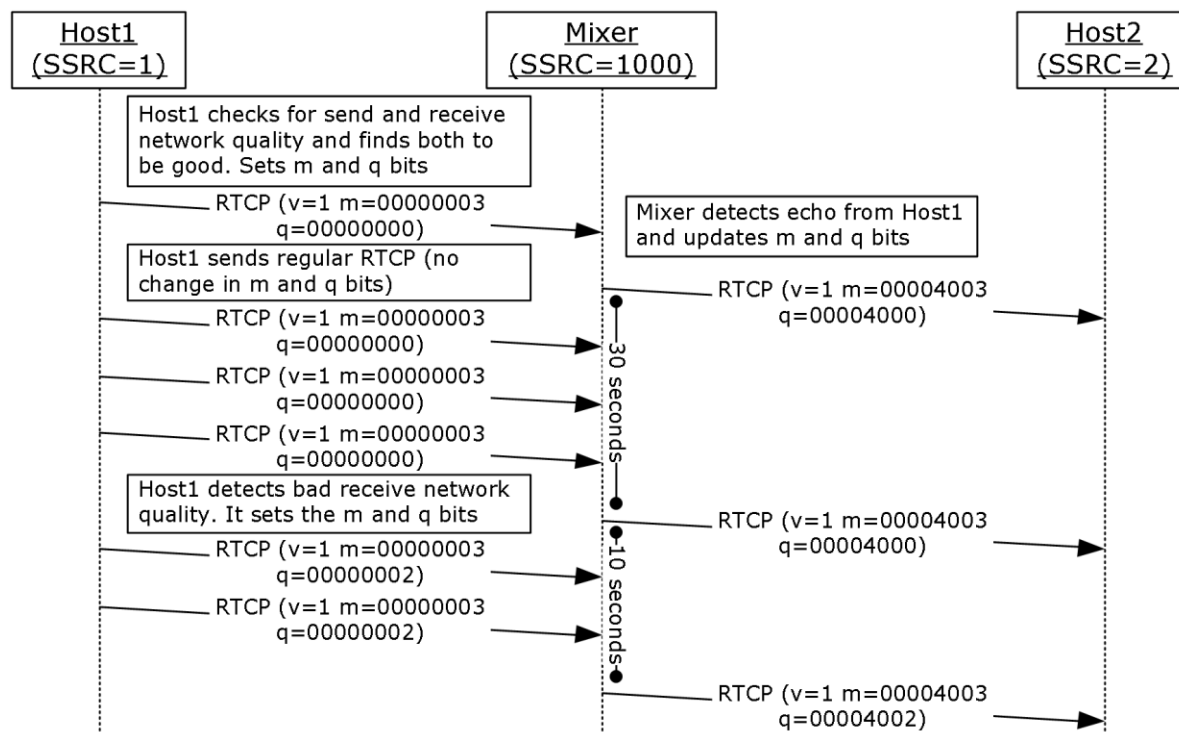 Host1
(SSRC=1)
Mixer
(SSRC=1000)
Host2
(SSRC=2)
Host1 checks for send and receive
network quality and finds both to
be good. Sets m and q bits
RTCP (v=1 m=00000003
q=00000000)
Mixer detects echo from Host1
and updates m and q bits
Host1 sends regular RTCP (no
change in m and q bits)
RTCP (v=1 m=00004003
q=00004000)
RTCP (v=1 m=00000003
q=00000000)
30 seconds
RTCP (v=1 m=00000003
q=00000000)
RTCP (v=1 m=00000003
q=00000000)
Host1 detects bad receive network
quality. It sets the m and q bits
RTCP (v=1 m=00004003
q=00004000)
RTCP (v=1 m=00000003
q=00000002)
10 seconds
RTCP (v=1 m=00000003
q=00000002)
RTCP (v=1 m=00004003
q=00004002)